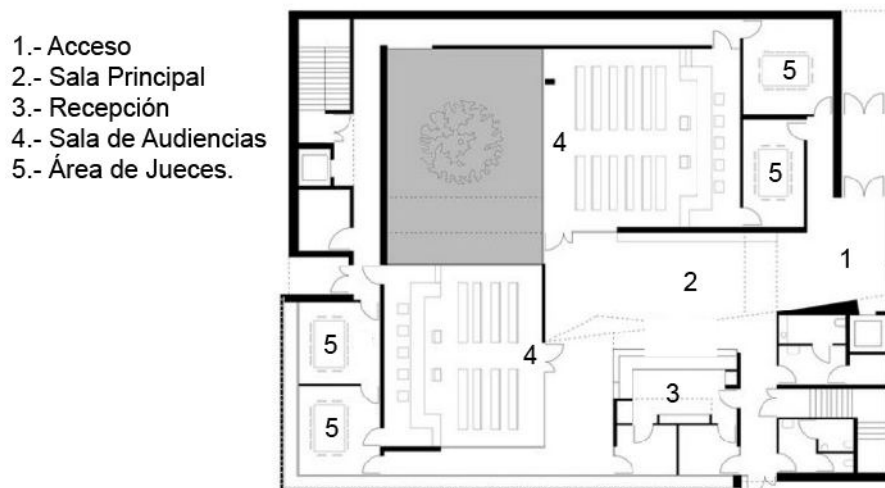 1.- Acceso
2.- Sala Principal
3.- Recepción
4.- Sala de Audiencias
5.- Área de Jueces.
5
4
5
1
2
5
4
3
5